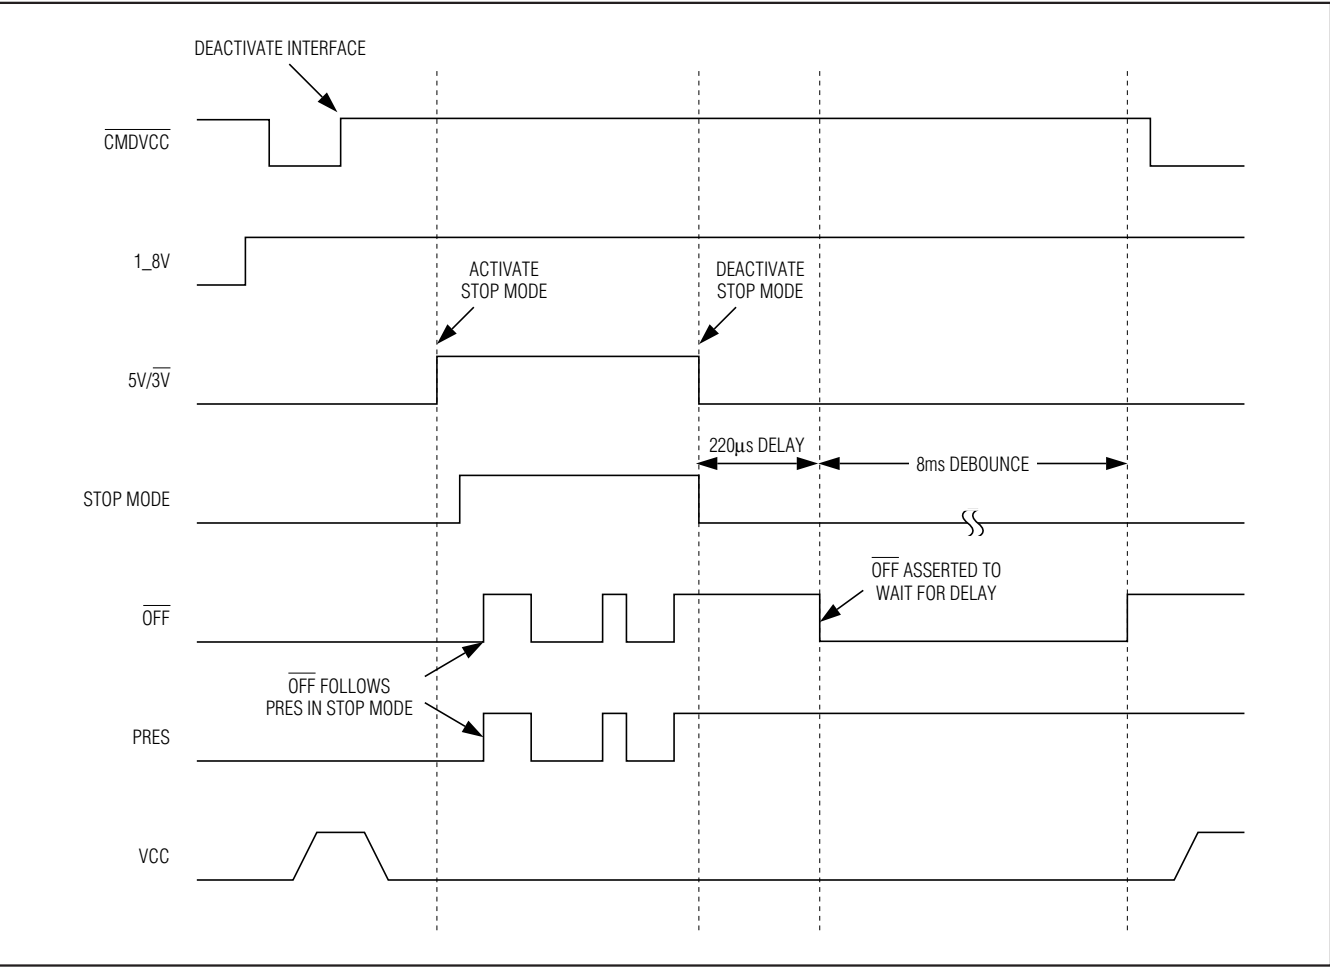 DEACTIVATE INTERFACE
CMDVCC
1_8V
ACTIVATE
STOP MODE
DEACTIVATE
STOP MODE
5V/3V
220µs DELAY
8ms DEBOUNCE
STOP MODE
OFF ASSERTED TO
WAIT FOR DELAY
OFF
OFF FOLLOWS
PRES IN STOP MODE
PRES
VCC